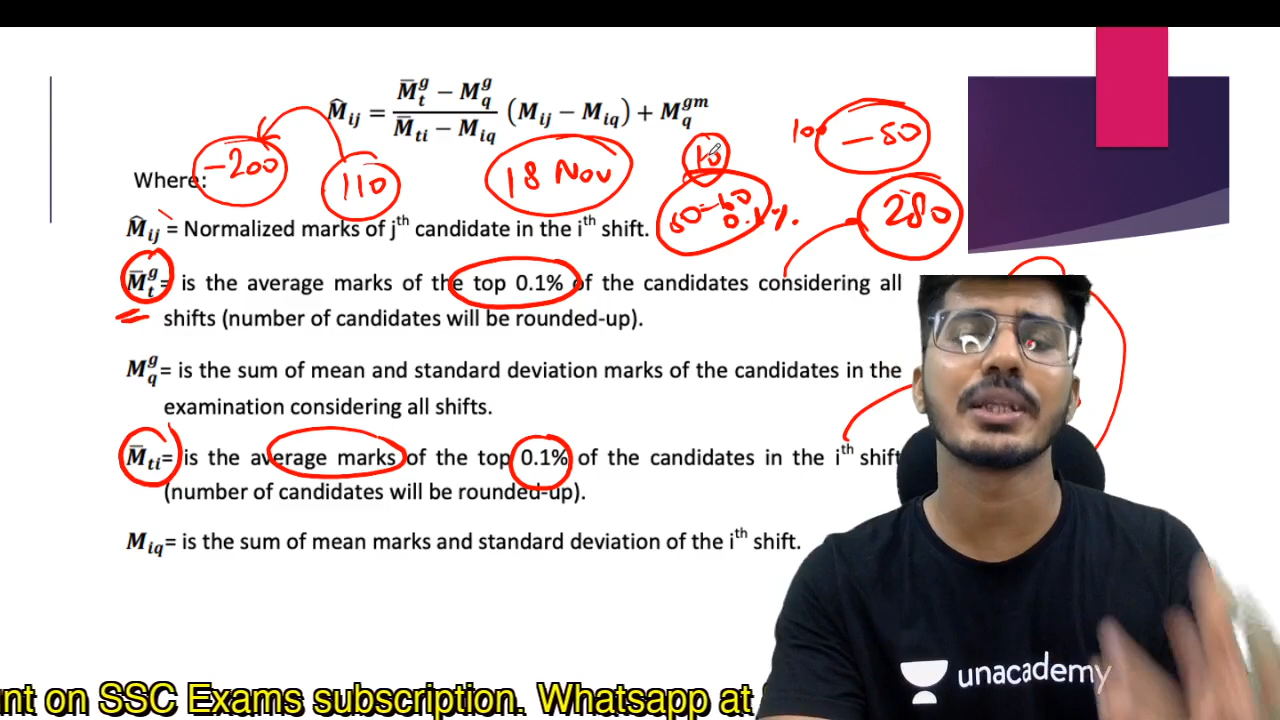 M̂ij = (M̄tᵍ − Mqᵍ) / (M̄ti − Miq) (Mij − Miq) + Mqᵍᵐ
10
100 – 50
Where:
-200
110
18 Nov
280
0.1%.
M̂ij = Normalized marks of jth candidate in the ith shift.
M̄tᵍ= is the average marks of the top 0.1% of the candidates considering all
shifts (number of candidates will be rounded-up).
Mqᵍ= is the sum of mean and standard deviation marks of the candidates in the
examination considering all shifts.
M̄ti= is the average marks of the top 0.1% of the candidates in the ith shift
(number of candidates will be rounded-up).
Miq= is the sum of mean marks and standard deviation of the ith shift.
unacademy
on SSC Exams subscription. Whatsapp at